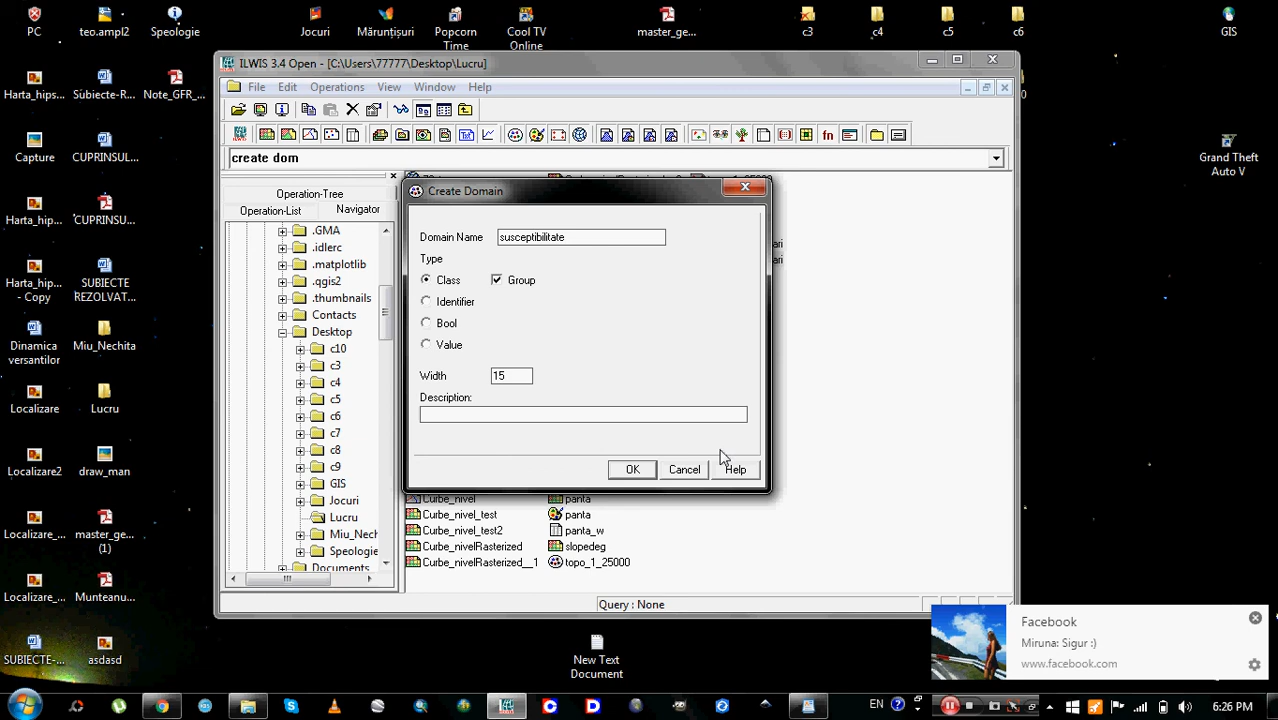 PC
teo.ampl2
Speologie
Jocuri
Mărunțișuri
Popcorn Time
Cool TV Online
master_ge...
c3
c4
c5
c6
GIS
Harta_hips...
Subiecte-R...
Note_GFR_...
Capture
CUPRINSUL...
Harta_hip...
CUPRINSU...
Harta_hip... - Copy
SUBIECTE REZOLVAT...
Dinamica versantilor
Miu_Nechita
Localizare
Lucru
Localizare2
draw_man
Localizare_...
master_ge... (1)
Localizare_...
Munteanu...
SUBIECTE-...
asdasd
Grand Theft Auto V
New Text Document
ILWIS 3.4 Open - [C:\Users\77777\Desktop\Lucru]
File Edit Operations View Window Help
create dom
Operation-Tree
Operation-List Navigator
.GMA
.idlerc
.matplotlib
.qgis2
.thumbnails
Contacts
Desktop
c10
c3
c4
c5
c6
c7
c8
c9
GIS
Jocuri
Lucru
Miu_Nech
Speologie
Documents
Create Domain
Domain Name susceptibilitate
Type
Class Group
Identifier
Bool
Value
Width 15
Description:
OK Cancel Help
Curbe_nivel panta
Curbe_nivel_test panta
Curbe_nivel_test2 panta_w
Curbe_nivelRasterized slopedeg
Curbe_nivelRasterized__1 topo_1_25000
Query : None
Facebook
Miruna: Sigur :)
www.facebook.com
EN
6:26 PM